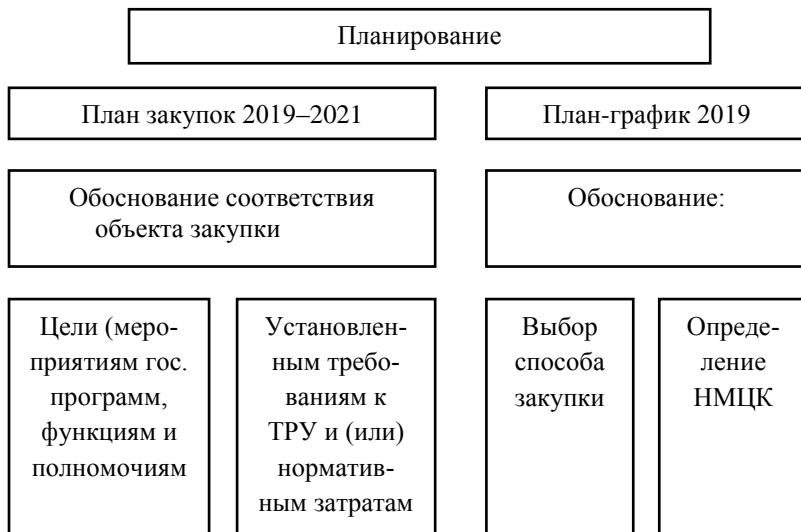 Планирование
План закупок 2019–2021
План-график 2019
Обоснование соответствия
объекта закупки
Обоснование:
Цели (меро-
приятиям гос.
программ,
функциям и
полномочиям
Установлен-
ным требо-
ваниям к
ТРУ и (или)
норматив-
ным затратам
Выбор
способа
закупки
Опреде-
ление
НМЦК